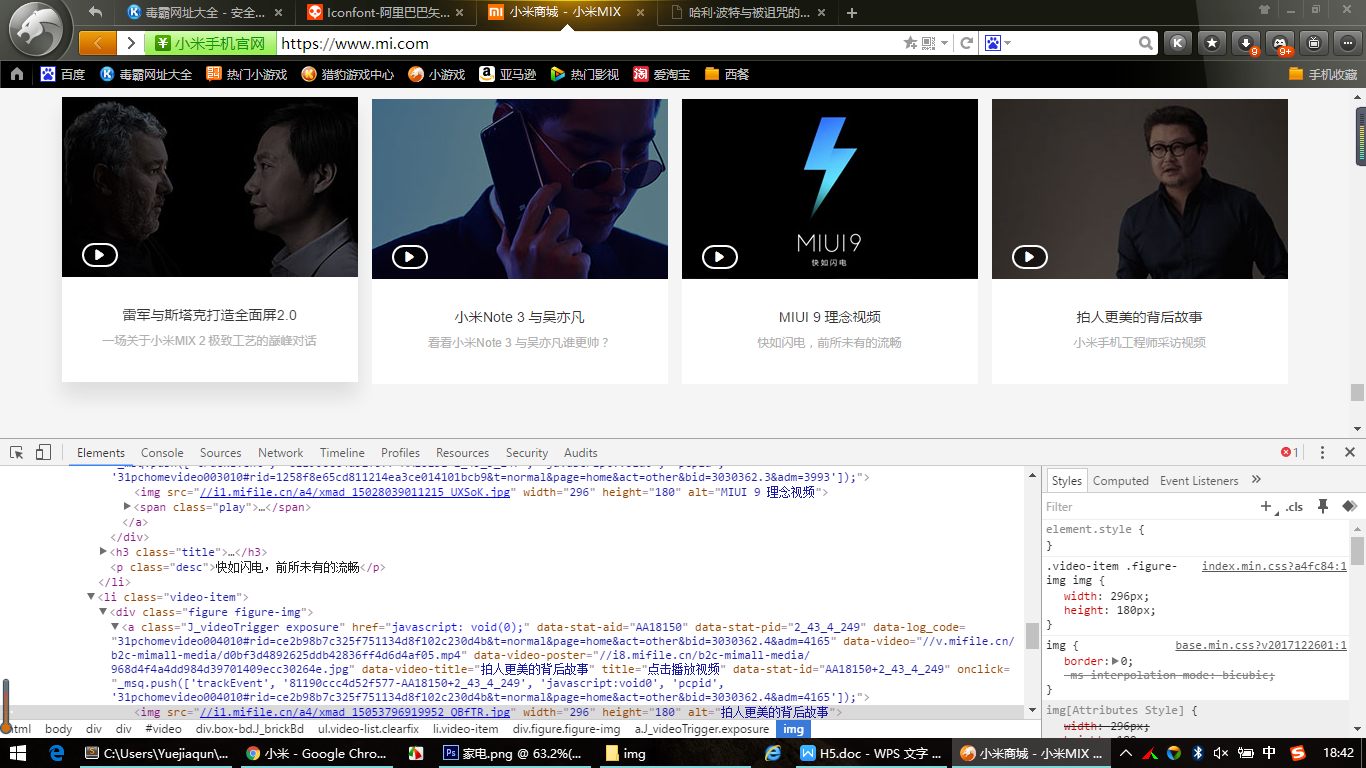 毒霸网址大全 - 安全...
Iconfont-阿里巴巴矢...
小米商城 - 小米MIX
哈利·波特与被诅咒的...
小米手机官网
https://www.mi.com
百度
毒霸网址大全
热门小游戏
猎豹游戏中心
小游戏
亚马逊
热门影视
爱淘宝
西餐
手机收藏
MIUI9
快如闪电
雷军与斯塔克打造全面屏2.0
一场关于小米MIX 2 极致工艺的巅峰对话
小米Note 3 与吴亦凡
看看小米Note 3 与吴亦凡谁更帅？
MIUI 9 理念视频
快如闪电，前所未有的流畅
拍人更美的背后故事
小米手机工程师采访视频
Elements Console Sources Network Timeline Profiles Resources Security Audits
1
'31pchomevideo003010#rid=1258f8e65cd811214ea3ce014101bcb9&t=normal&page=home&act=other&bid=3030362.3&adm=3993']);">
<img src="//i1.mifile.cn/a4/xmad_15028039011215_UXSoK.jpg" width="296" height="180" alt="MIUI 9 理念视频">
<span class="play">…</span>
</a>
</div>
<h3 class="title">…</h3>
<p class="desc">快如闪电，前所未有的流畅</p>
</li>
<li class="video-item">
<div class="figure figure-img">
<a class="J_videoTrigger exposure" href="javascript: void(0);" data-stat-aid="AA18150" data-stat-pid="2_43_4_249" data-log_code=
"31pchomevideo004010#rid=ce2b98b7c325f751134d8f102c230d4b&t=normal&page=home&act=other&bid=3030362.4&adm=4165" data-video="//v.mifile.cn/
b2c-mimall-media/d0bf3d4892625ddb42836ff4d6d4af05.mp4" data-video-poster="//i8.mifile.cn/b2c-mimall-media/
968d4f4a4dd984d39701409ecc30264e.jpg" data-video-title="拍人更美的背后故事" title="点击播放视频" data-stat-id="AA18150+2_43_4_249" onclick=
"_msq.push(['trackEvent', '81190ccc4d52f577-AA18150+2_43_4_249', 'javascript:void0', 'pcpid',
'31pchomevideo004010#rid=ce2b98b7c325f751134d8f102c230d4b&t=normal&page=home&act=other&bid=3030362.4&adm=4165']);">
<img src="//i1.mifile.cn/a4/xmad_15053796919952_OBfTR.jpg" width="296" height="180" alt="拍人更美的背后故事">
html body div div #video div.box-bdJ_brickBd ul.video-list.clearfix li.video-item div.figure.figure-img a.J_videoTrigger.exposure img
Styles Computed Event Listeners
Filter
.cls
element.style {
}
.video-item .figure- index.min.css?a4fc84:1
img img {
width: 296px;
height: 180px;
}
img { base.min.css?v2017122601:1
border: 0;
-ms-interpolation-mode: bicubic;
}
img[Attributes Style] {
width: 296px;
C:\Users\Yuejiaqun\...
小米 - Google Chro...
家电.png @ 63.2%(...
img
H5.doc - WPS 文字 ...
小米商城 - 小米MIX ...
中
18:42